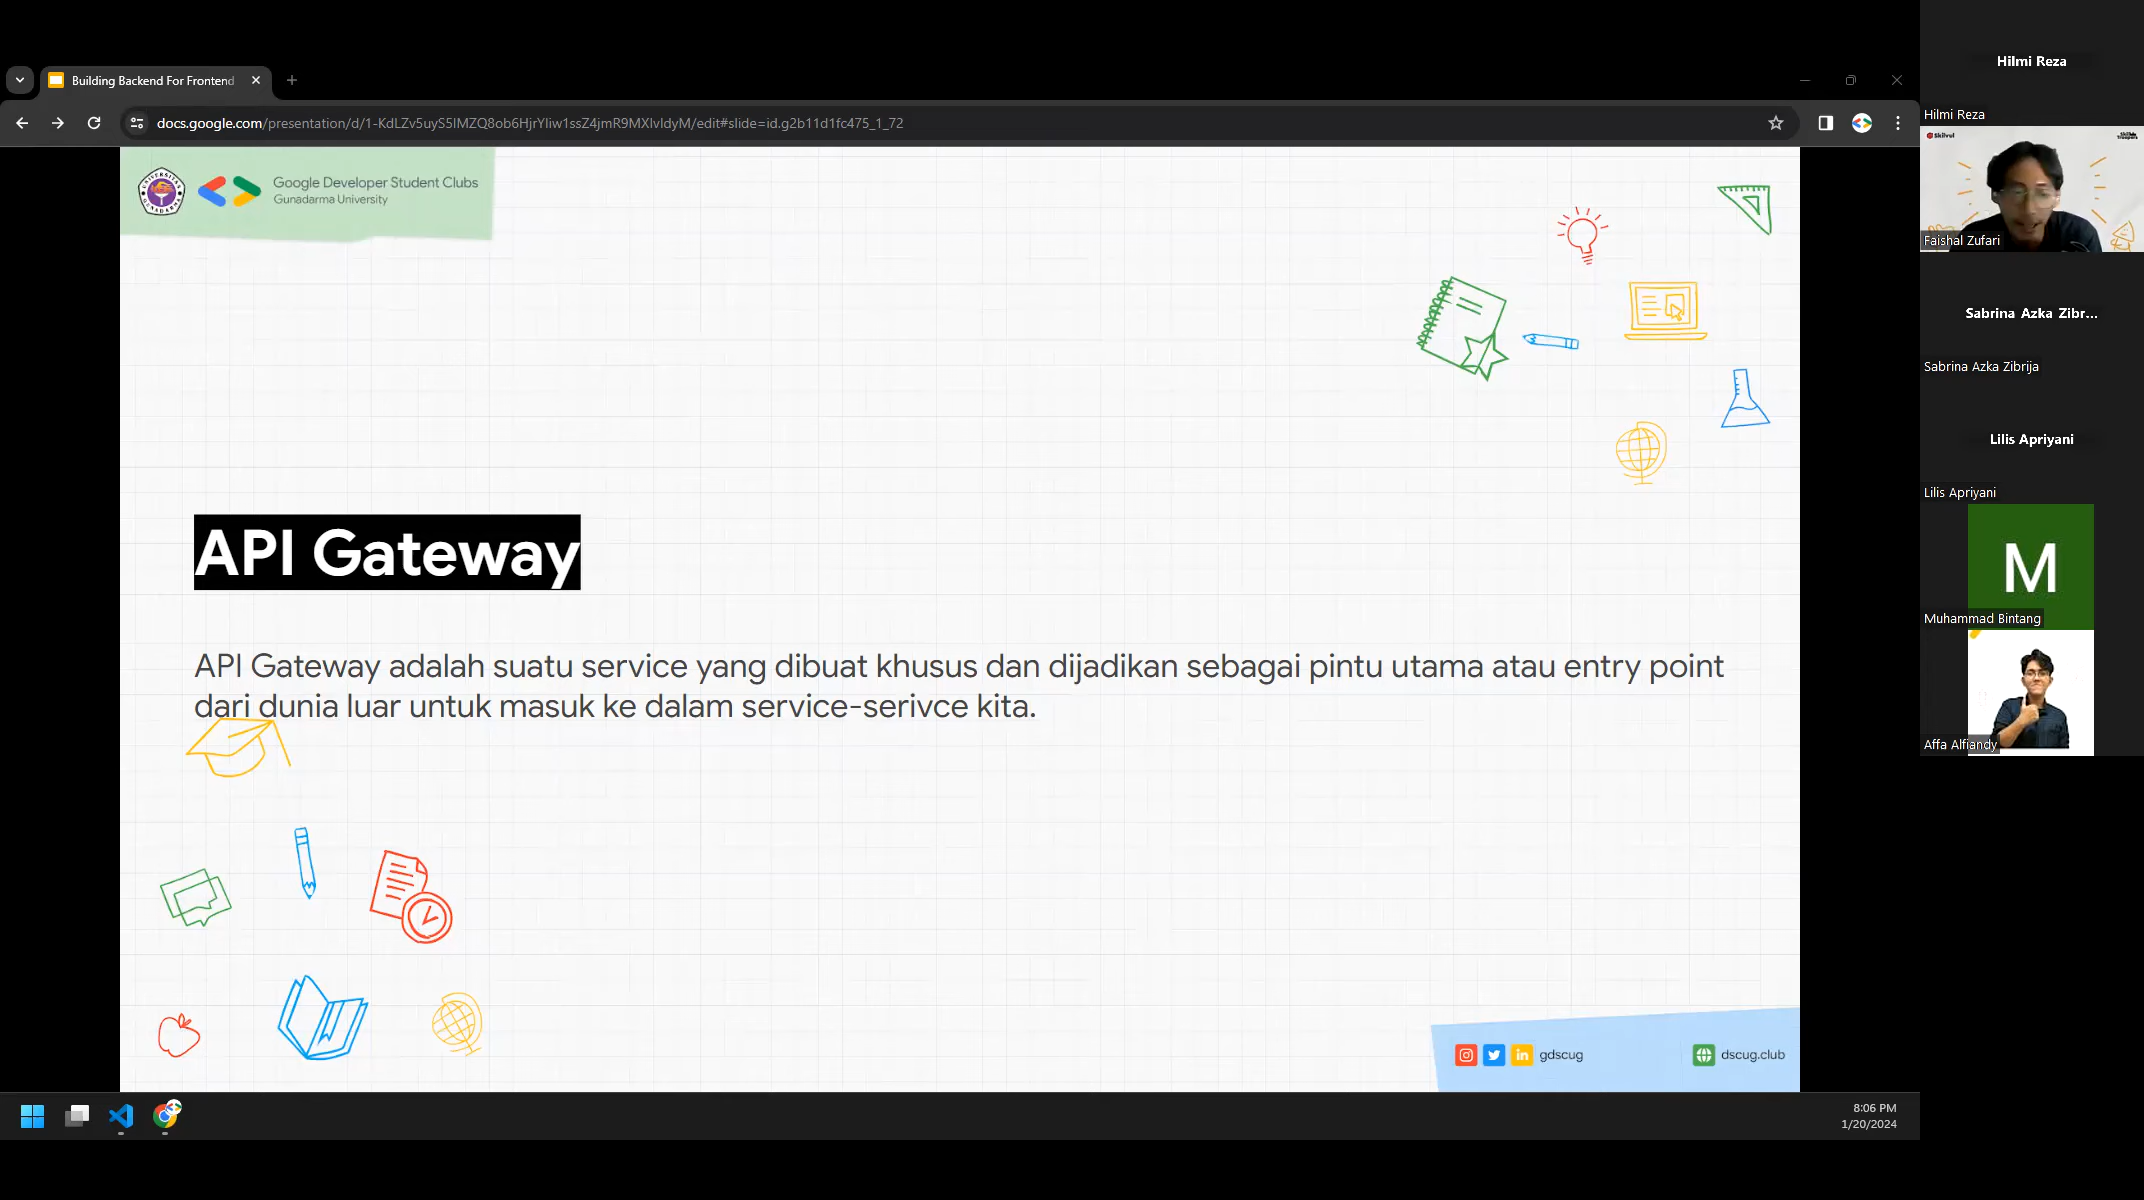 Building Backend For Frontend
docs.google.com/presentation/d/1-KdLZv5uyS5IMZQ8ob6HjrYIiw1ssZ4jmR9MXIvIdyM/edit#slide=id.g2b11d1fc475_1_72
Google Developer Student Clubs
Gunadarma University
API Gateway
API Gateway adalah suatu service yang dibuat khusus dan dijadikan sebagai pintu utama atau entry point
dari dunia luar untuk masuk ke dalam service-serivce kita.
gdscug
dscug.club
8:06 PM
1/20/2024
Hilmi Reza
Hilmi Reza
Skilvul
Faishal Zufari
Sabrina Azka Zibr...
Sabrina Azka Zibrija
Lilis Apriyani
Lilis Apriyani
M
Muhammad Bintang
Affa Alfiandy